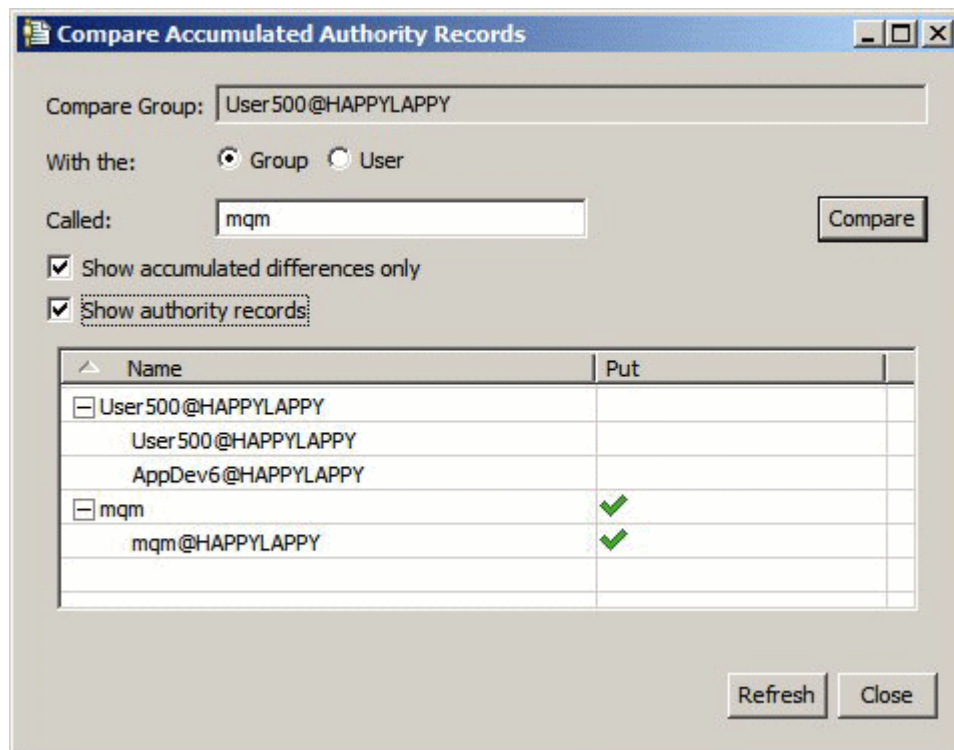 Compare Accumulated Authority Records
Compare Group: User500@HAPPYLAPPY
With the: Group User
Called: mqm Compare
Show accumulated differences only
Show authority records
Name Put
User500@HAPPYLAPPY
User500@HAPPYLAPPY
AppDev6@HAPPYLAPPY
mqm
mqm@HAPPYLAPPY
Refresh Close